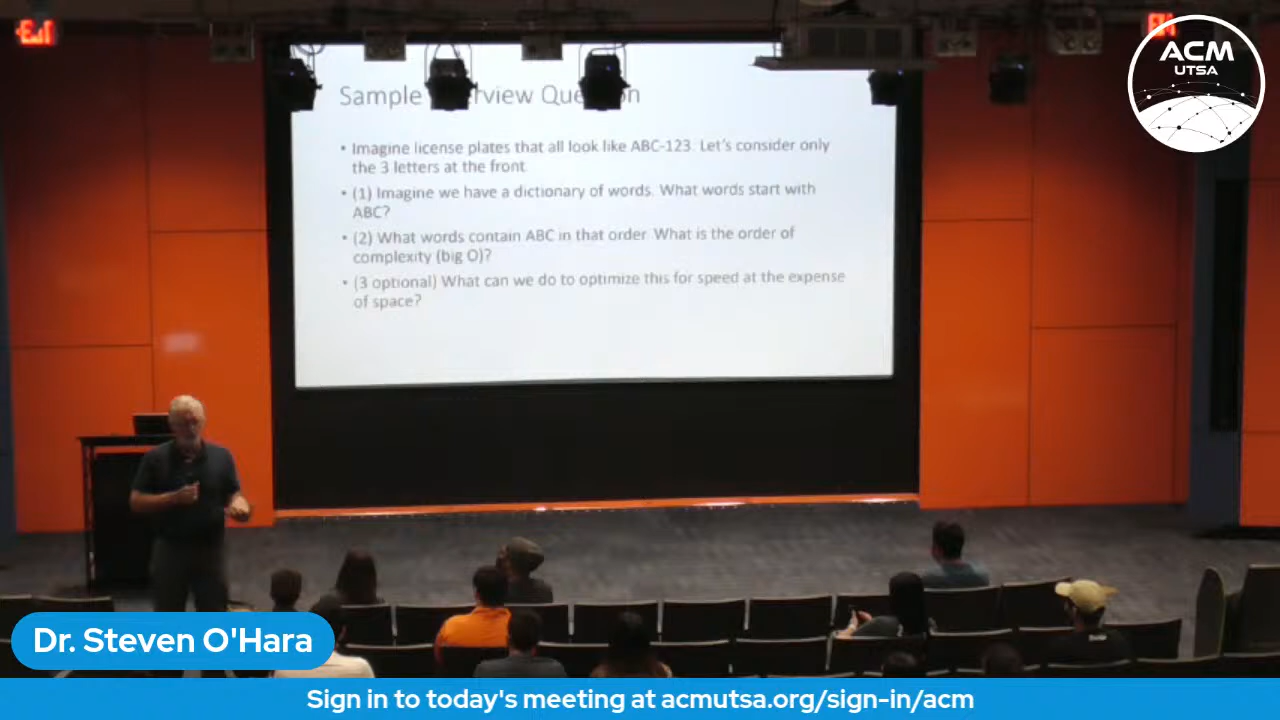 EXIT
ACM
UTSA
Sample Interview Question
• Imagine license plates that all look like ABC-123. Let's consider only
the 3 letters at the front.
• (1) Imagine we have a dictionary of words. What words start with
ABC?
• (2) What words contain ABC in that order. What is the order of
complexity (big O)?
• (3 optional) What can we do to optimize this for speed at the expense
of space?
Dr. Steven O'Hara
Sign in to today's meeting at acmutsa.org/sign-in/acm